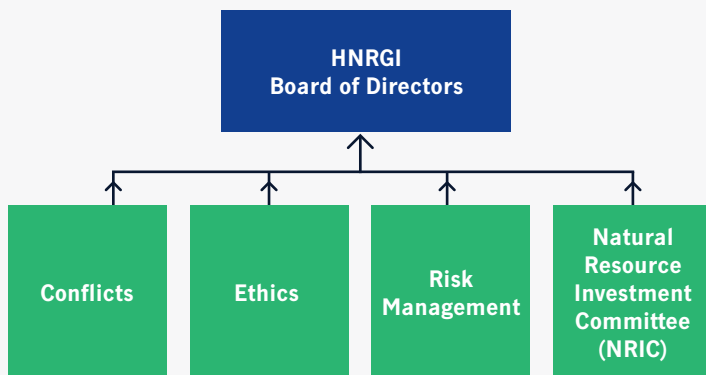 HNRGI
Board of Directors
Conflicts
Ethics
Risk
Management
Natural
Resource
Investment
Committee
(NRIC)